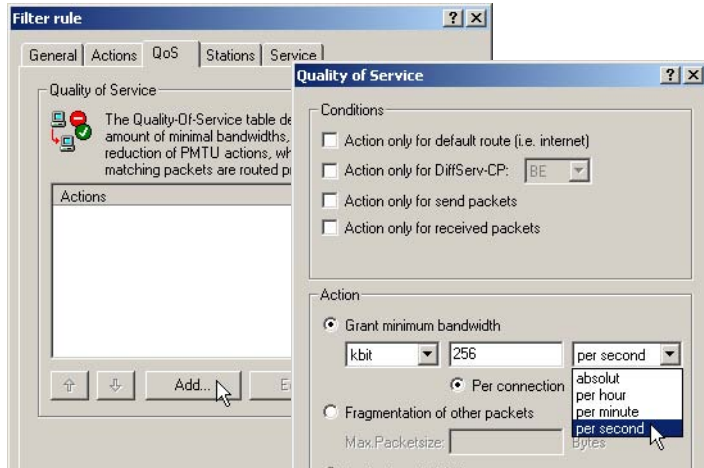 Filter rule
General Actions QoS Stations Service
Quality of Service
The Quality-Of-Service table
amount of minimal bandwidths,
reduction of PMTU actions,
matching packets are routed
Actions
Add...
Quality of Service
Conditions
Action only for default route (i.e. internet)
Action only for DiffServ-CP: BE
Action only for send packets
Action only for received packets
Action
Grant minimum bandwidth
kbit 256 per second
Per connection
absolut
per hour
per minute
per second
Fragmentation of other packets
Max.Packetsize: Bytes